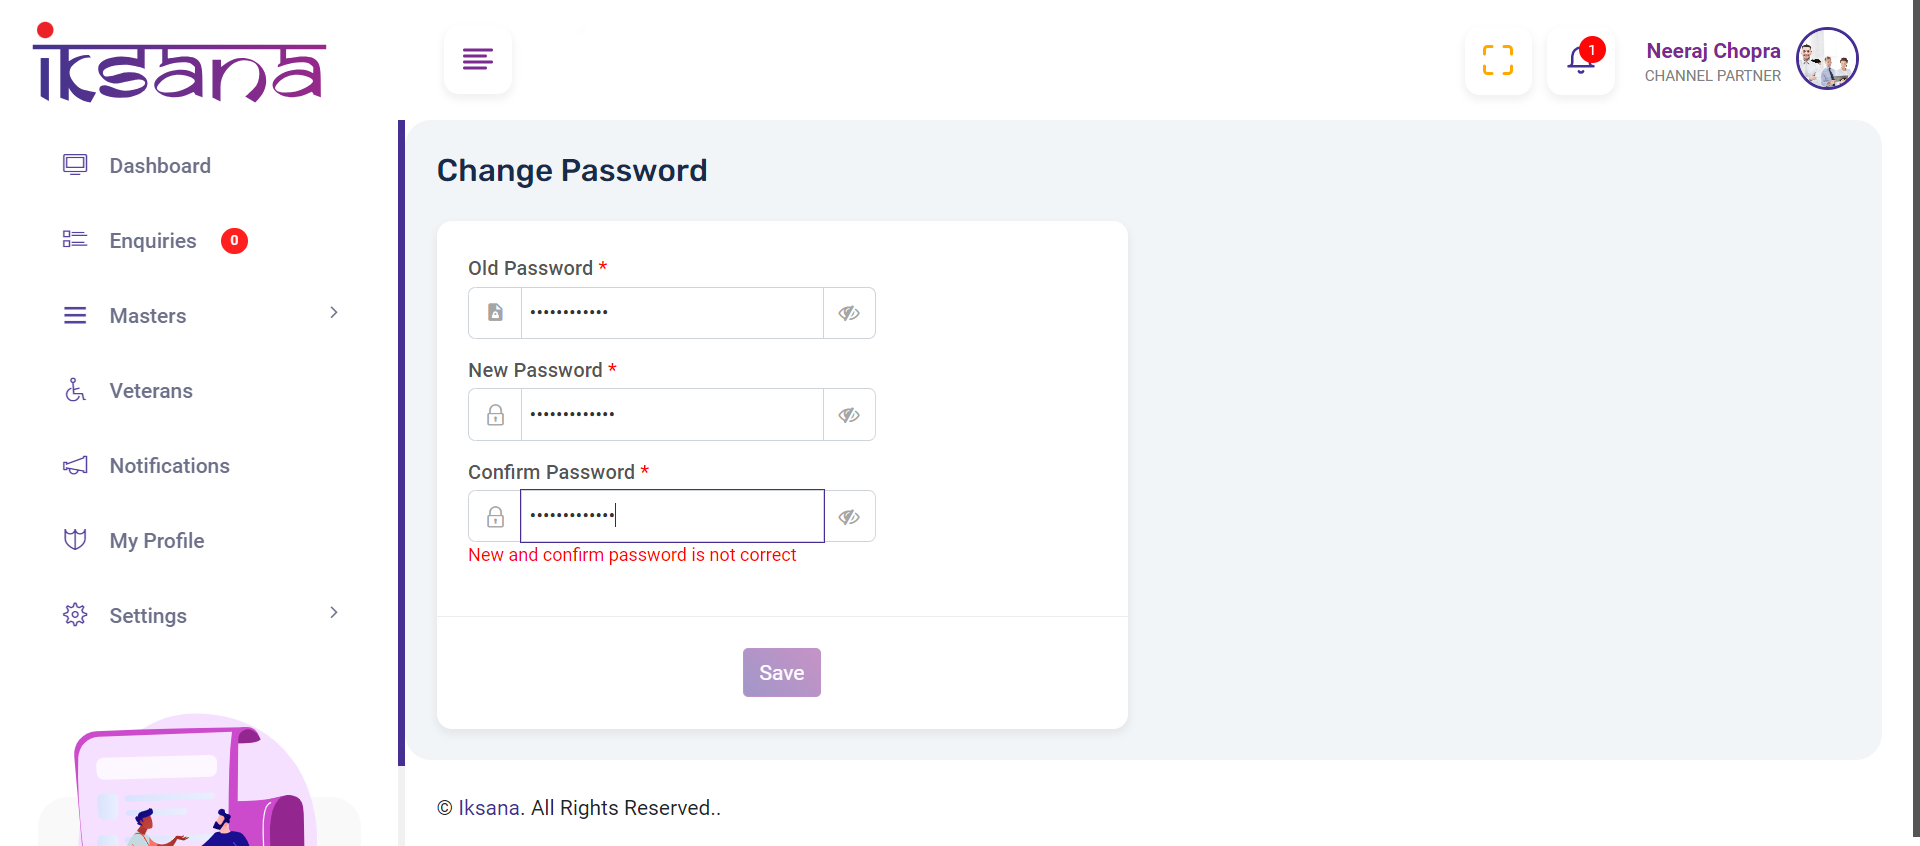 iksana
Neeraj Chopra
CHANNEL PARTNER
1
Dashboard
Enquiries 0
Masters
Veterans
Notifications
My Profile
Settings
Change Password
Old Password *
••••••••••••
New Password *
•••••••••••••
Confirm Password *
•••••••••••••
New and confirm password is not correct
Save
© Iksana. All Rights Reserved..